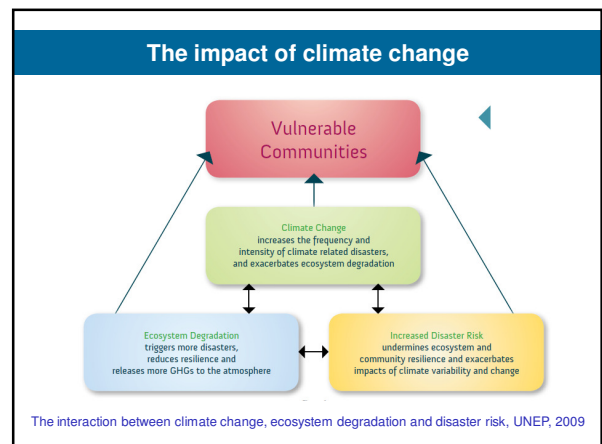 The impact of climate change
Vulnerable
Communities
Climate Change
increases the frequency and
intensity of climate related disasters,
and exacerbates ecosystem degradation
Ecosystem Degradation
triggers more disasters,
reduces resilience and
releases more GHGs to the atmosphere
Increased Disaster Risk
undermines ecosystem and
community resilience and exacerbates
impacts of climate variability and change
The interaction between climate change, ecosystem degradation and disaster risk, UNEP, 2009